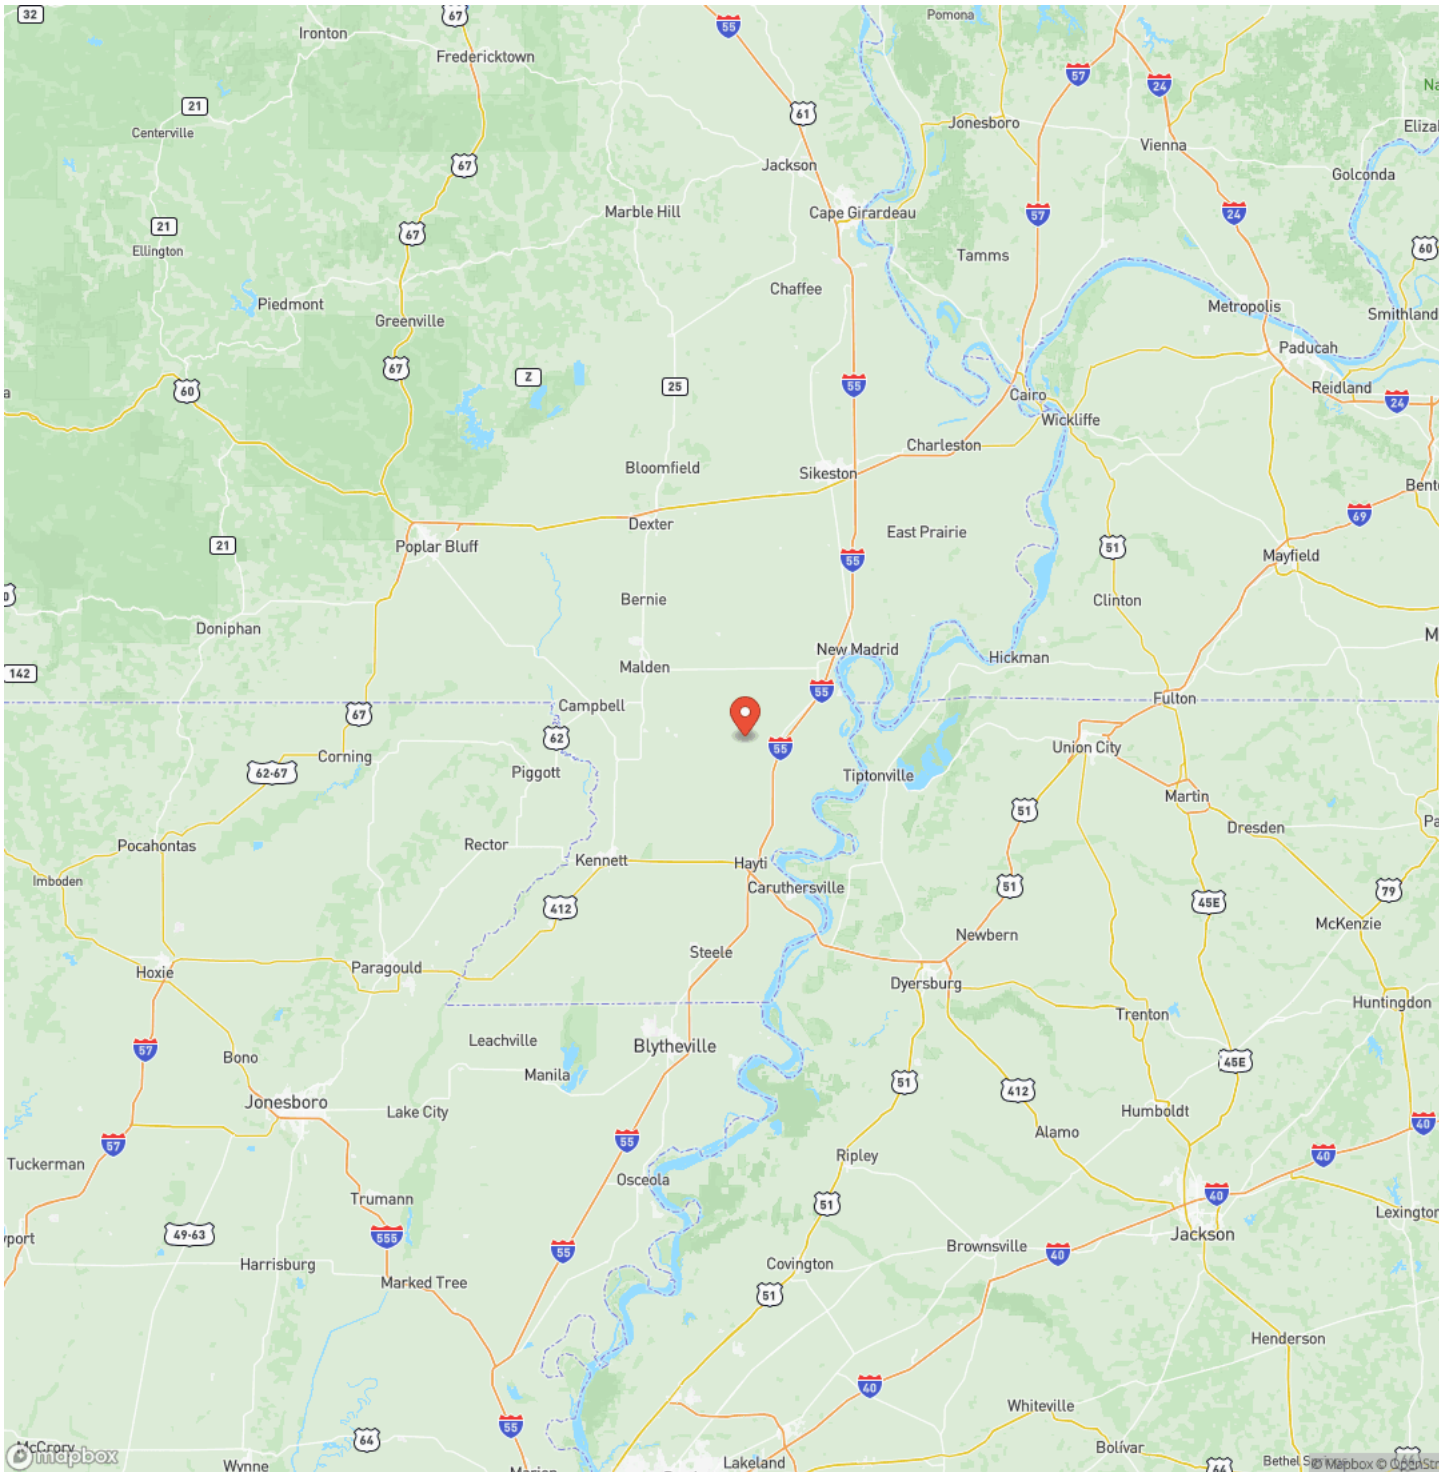 32
67
55
Pomona
Ironton
Fredericktown
57
24
21
61
Centerville
Jonesboro
Vienna
Jackson
67
Golconda
Marble Hill
Cape Girardeau
57
24
21
67
Ellington
60
Tamms
Chaffee
Piedmont
Metropolis
Smithland
Greenville
Paducah
67
Z
25
55
Reidland
60
Cairo
24
Wickliffe
Charleston
Bloomfield
Sikeston
69
Dexter
East Prairie
21
Poplar Bluff
51
Mayfield
55
Bernie
Clinton
Doniphan
New Madrid
Hickman
Malden
142
55
Fulton
Campbell
67
62
55
Union City
Corning
62-67
Piggott
Tiptonville
Martin
51
Dresden
Pocahontas
Rector
Kennett
Hayti
Imboden
Caruthersville
51
79
45E
412
McKenzie
Newbern
Steele
Hoxie
Paragould
Dyersburg
Huntingdon
Trenton
Leachville
Blytheville
57
Bono
45E
Manila
51
412
Jonesboro
Lake City
Humboldt
40
Alamo
57
55
Ripley
40
Tuckerman
Osceola
Trumann
40
51
Lexington
49-63
555
Jackson
port
Brownsville
55
40
Harrisburg
Covington
Marked Tree
51
Henderson
40
Whiteville
55
64
McCrory
Bolívar
mapbox
Wynne
Lakeland
66
Marion
© Mapbox © OpenStr